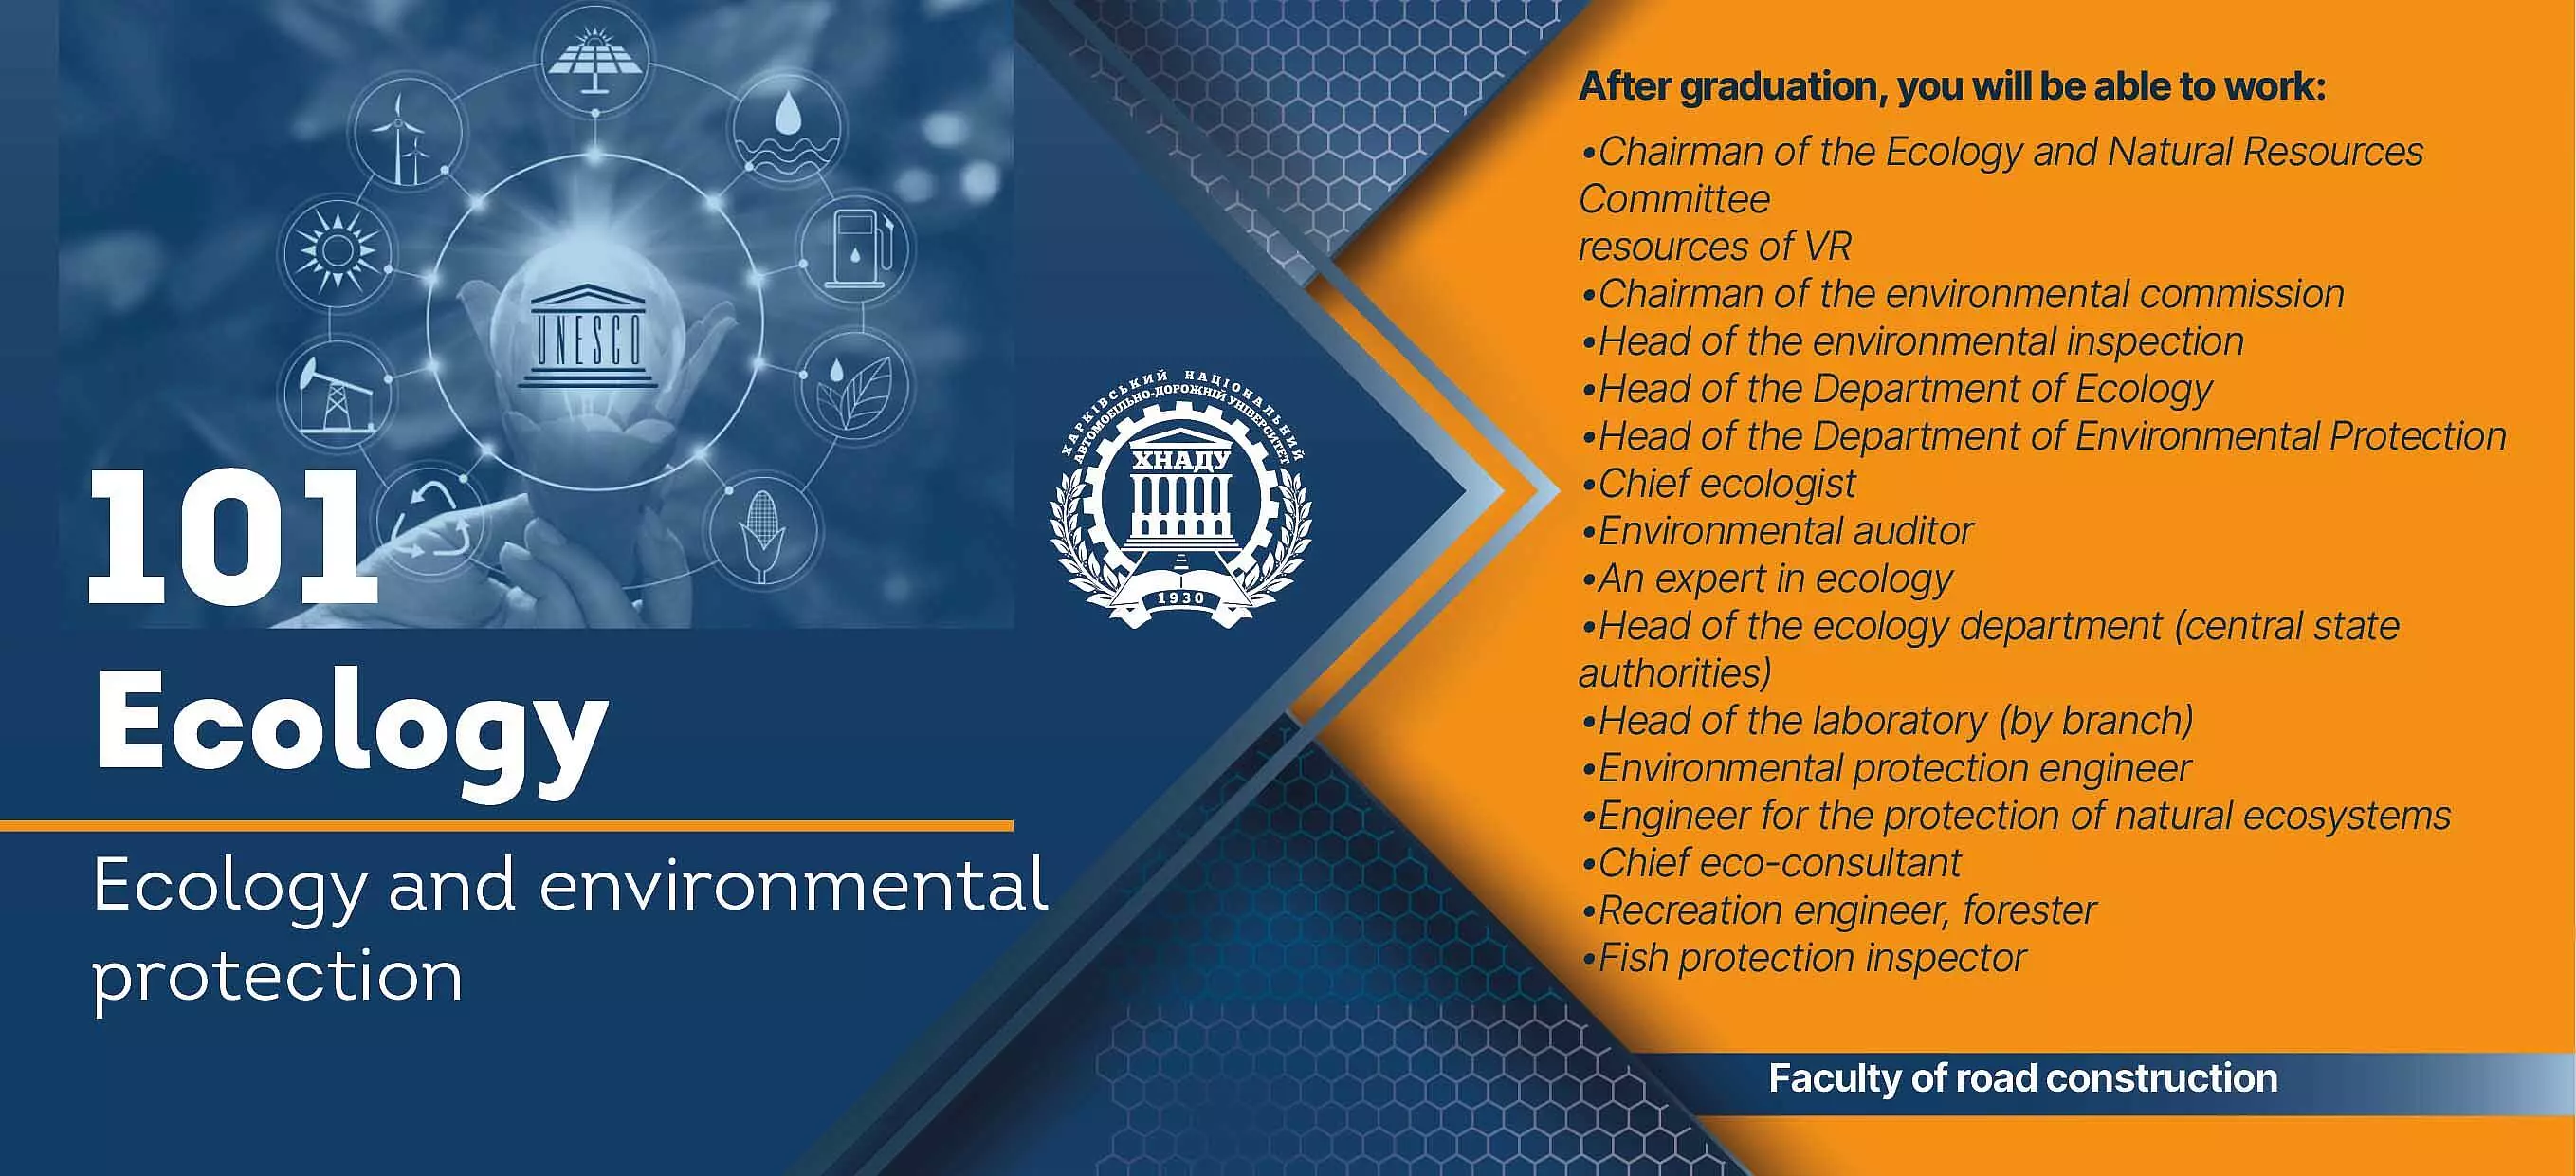 UNESCO
101
Ecology
Ecology and environmental
protection
ХАРКІВСЬКИЙ НАЦІОНАЛЬНИЙ
АВТОМОБІЛЬНО-ДОРОЖНІЙ УНІВЕРСИТЕТ
ХНАДУ
1930
After graduation, you will be able to work:
•Chairman of the Ecology and Natural Resources
Committee
resources of VR
•Chairman of the environmental commission
•Head of the environmental inspection
•Head of the Department of Ecology
•Head of the Department of Environmental Protection
•Chief ecologist
•Environmental auditor
•An expert in ecology
•Head of the ecology department (central state
authorities)
•Head of the laboratory (by branch)
•Environmental protection engineer
•Engineer for the protection of natural ecosystems
•Chief eco-consultant
•Recreation engineer, forester
•Fish protection inspector
Faculty of road construction